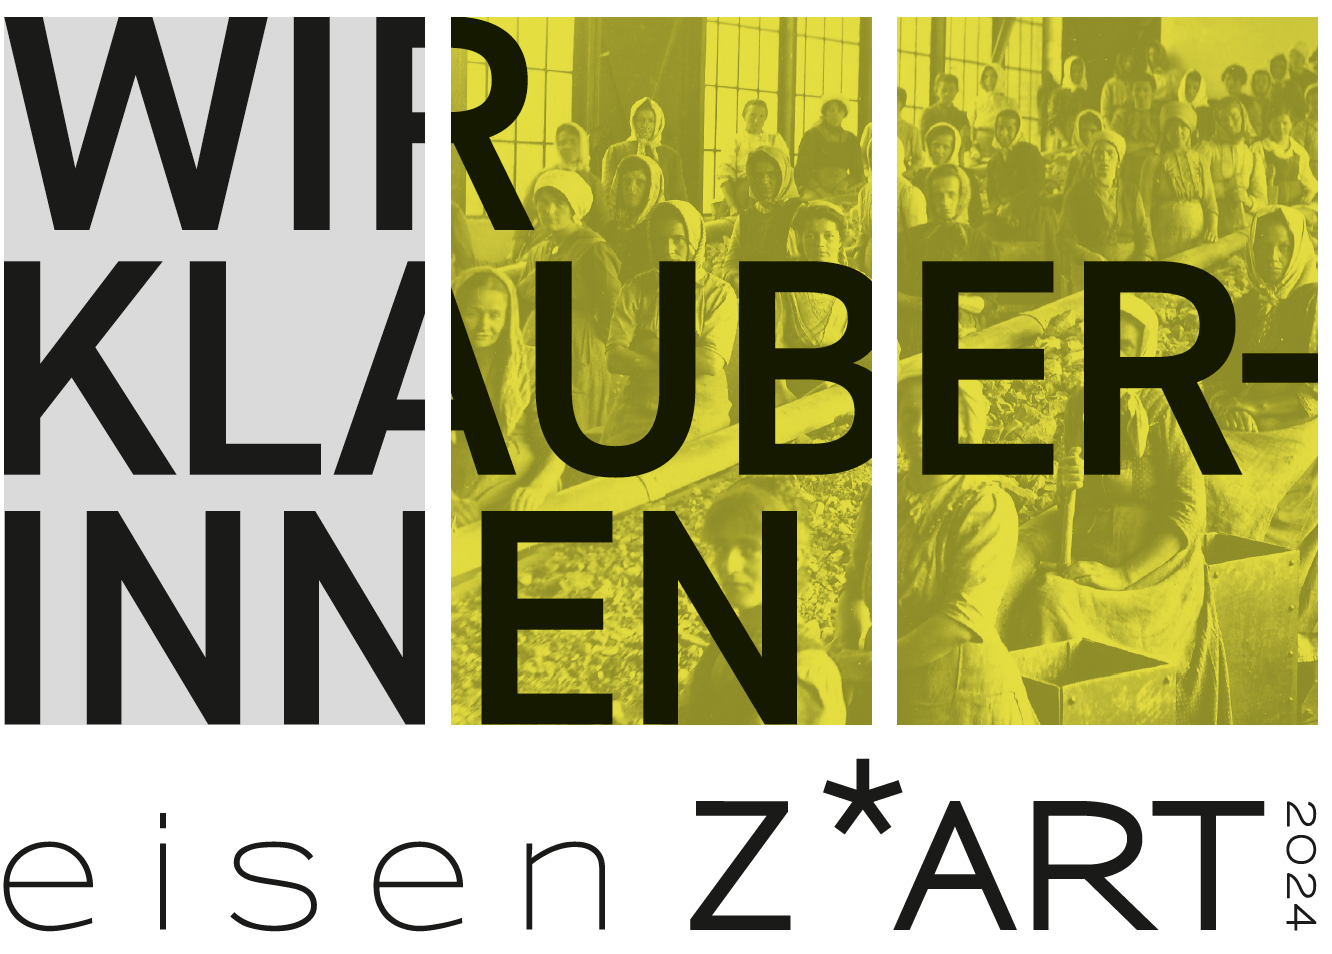 WIR
KLAUBER-
INNEN
eisen Z*ART 2024